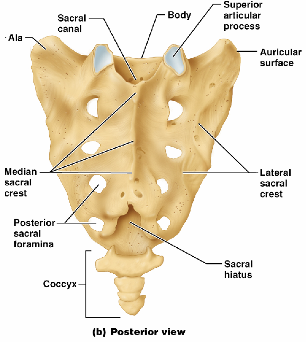 Sacral
canal
Body
Superior
articular
process
Ala
Auricular
surface
Median
sacral
crest
Lateral
sacral
crest
Posterior
sacral
foramina
Sacral
hiatus
Coccyx
(b) Posterior view